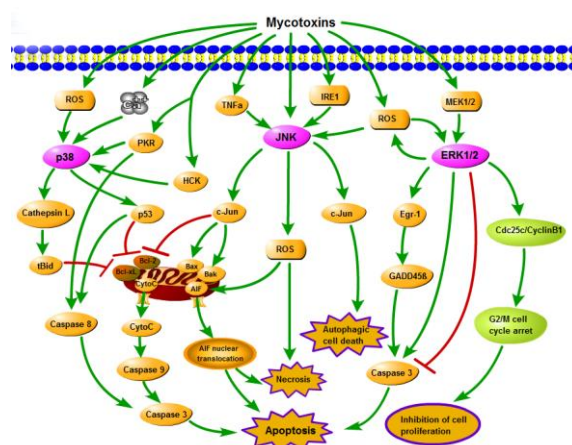 Mycotoxins
ROS
TNFa
IRE1
ROS
MEK1/2
PKR
p38
JNK
ERK1/2
HCK
Cathepsin L
p53
c-Jun
c-Jun
Egr-1
Cdc25c/CyclinB1
tBid
Bcl-2
Bcl-xL
Bax
Bak
CytoC
AIF
ROS
GADD45ß
Caspase 8
CytoC
Aif nuclear
translocation
Autophagic
cell death
G2/M cell
cycle arret
Caspase 9
Necrosis
Caspase 3
Caspase 3
Apoptosis
Inhibition of cell
proliferation